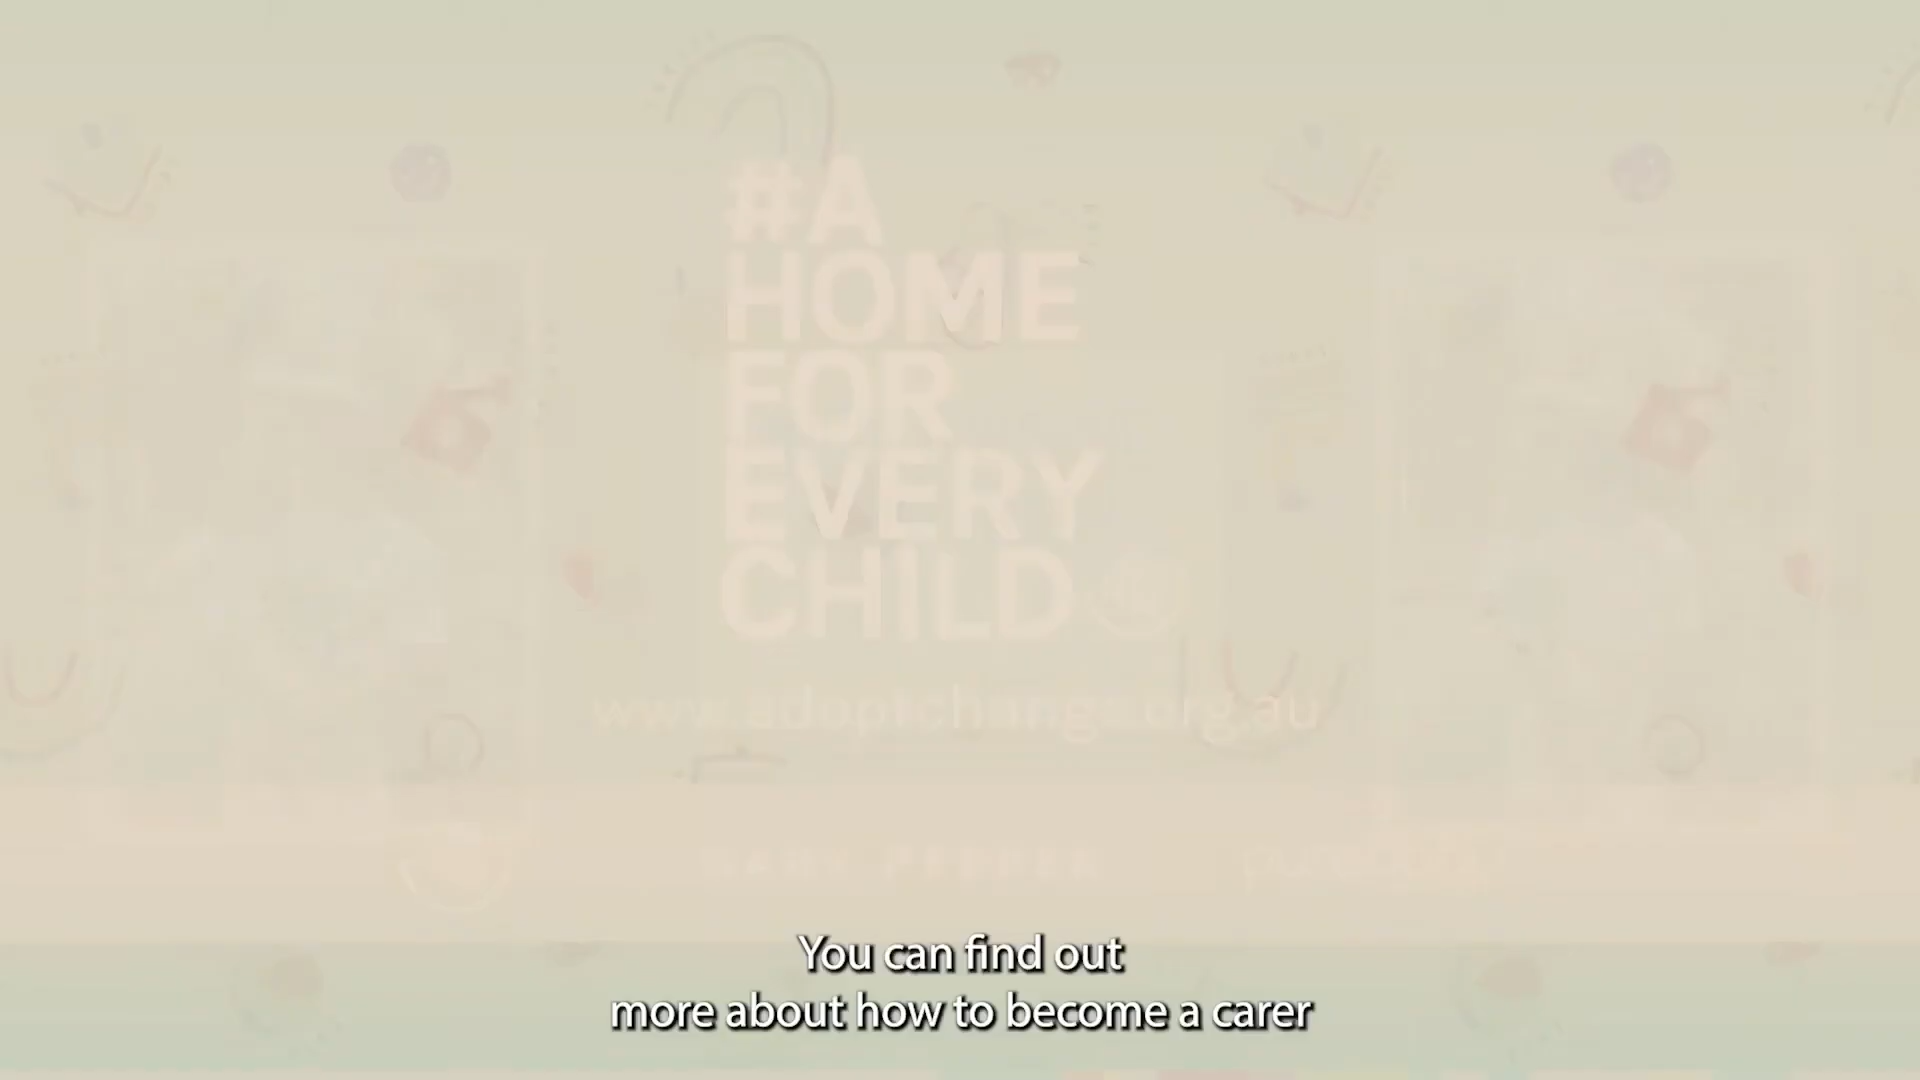 #A
HOME
FOR
EVERY
CHILD
www.adoptchange.org.au
You can find out
more about how to become a carer